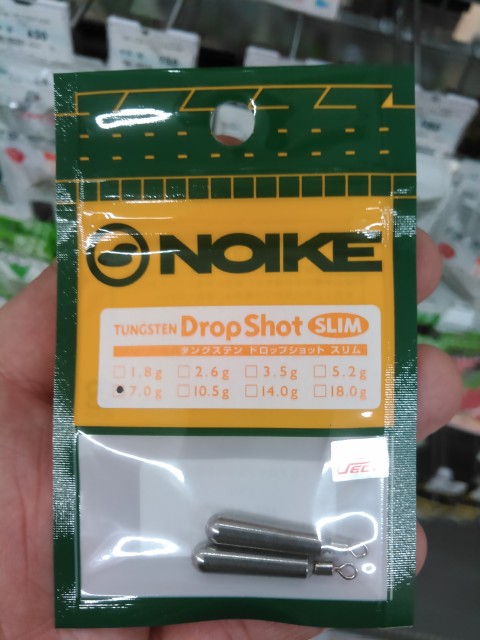 NOIKE
TUNGSTEN Drop Shot SLIM
タングステン ドロップショット スリム
1.8g 2.6g 3.5g 5.2g
7.0g 10.5g 14.0g 18.0g